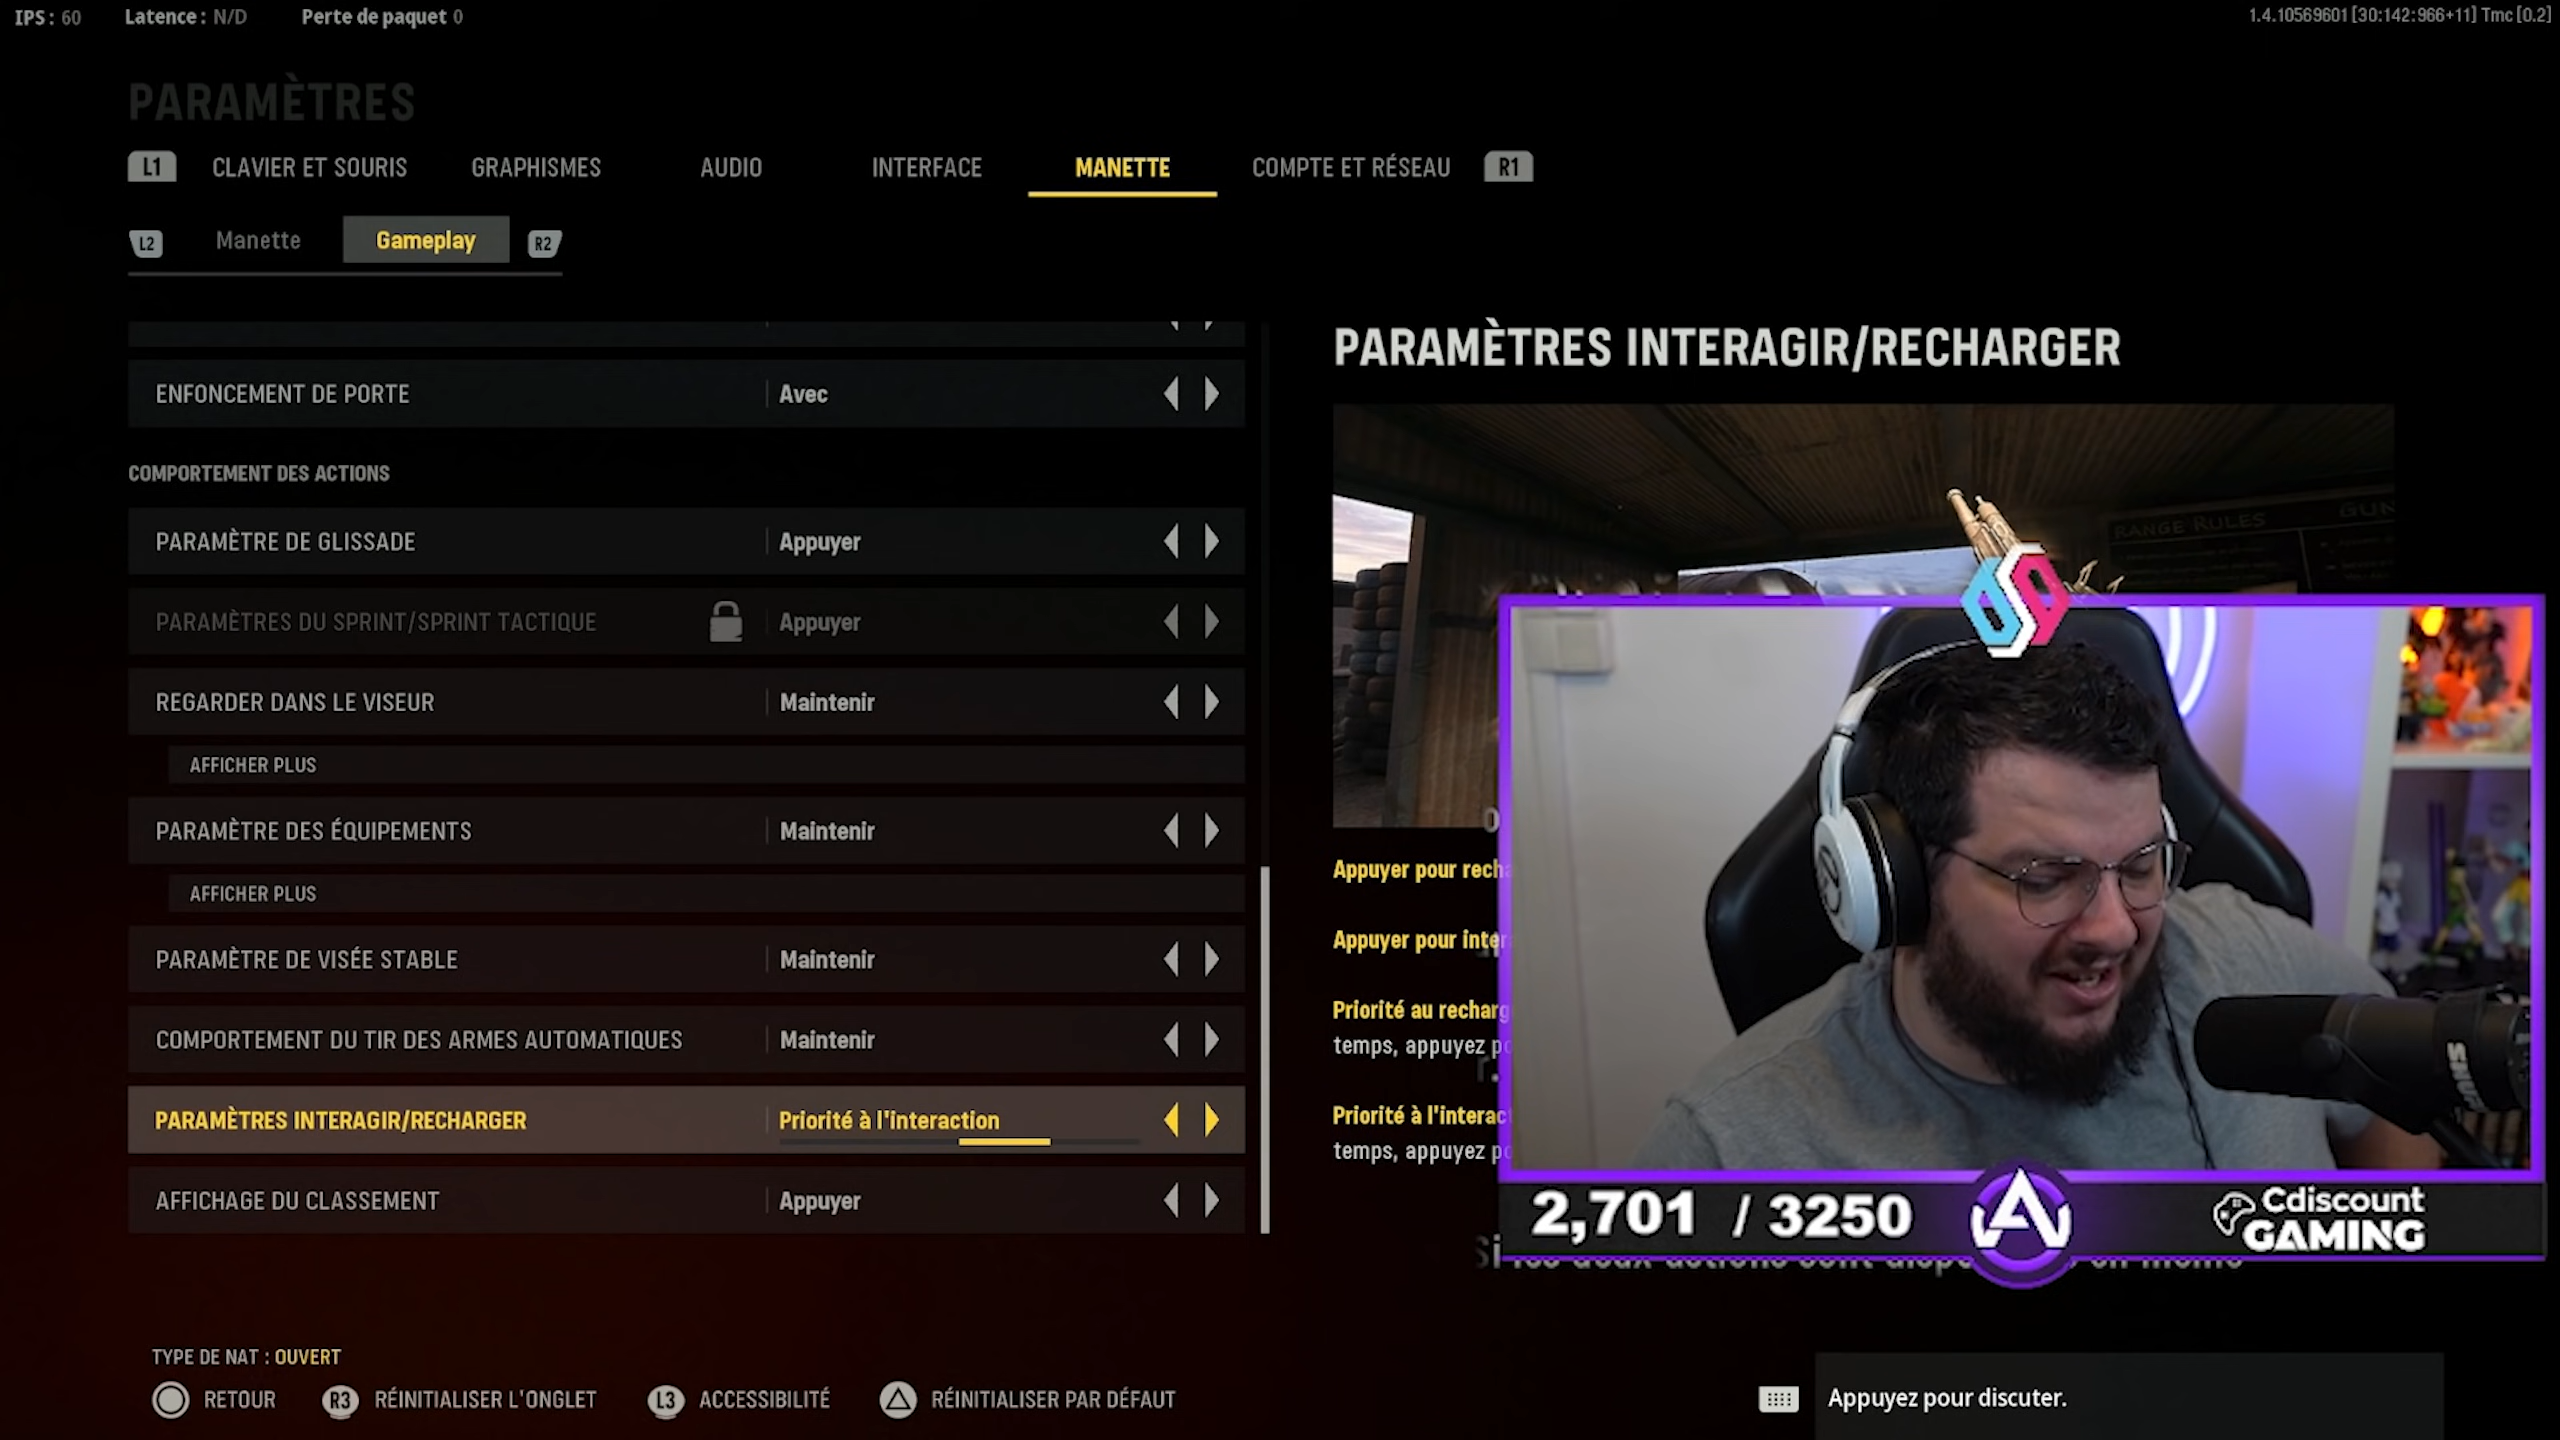 IPS : 60 Latence : N/D Perte de paquet 0
1.4.10569601 [30:142:966+11] Tmc [0.2]
PARAMÈTRES
L1 CLAVIER ET SOURIS GRAPHISMES AUDIO INTERFACE MANETTE COMPTE ET RÉSEAU R1
L2 Manette Gameplay R2
ENFONCEMENT DE PORTE Avec
COMPORTEMENT DES ACTIONS
PARAMÈTRE DE GLISSADE Appuyer
PARAMÈTRES DU SPRINT/SPRINT TACTIQUE Appuyer
REGARDER DANS LE VISEUR Maintenir
AFFICHER PLUS
PARAMÈTRE DES ÉQUIPEMENTS Maintenir
AFFICHER PLUS
PARAMÈTRE DE VISÉE STABLE Maintenir
COMPORTEMENT DU TIR DES ARMES AUTOMATIQUES Maintenir
PARAMÈTRES INTERAGIR/RECHARGER Priorité à l'interaction
AFFICHAGE DU CLASSEMENT Appuyer
PARAMÈTRES INTERAGIR/RECHARGER
RANGE RULES GUN
Appuyer pour
Appuyer pour
Priorité au
temps, appuyez
Priorité à
temps, appuyez
SHURE
2,701 / 3250 Cdiscount
GAMING
TYPE DE NAT : OUVERT
RETOUR R3 RÉINITIALISER L'ONGLET L3 ACCESSIBILITÉ RÉINITIALISER PAR DÉFAUT
Appuyez pour discuter.